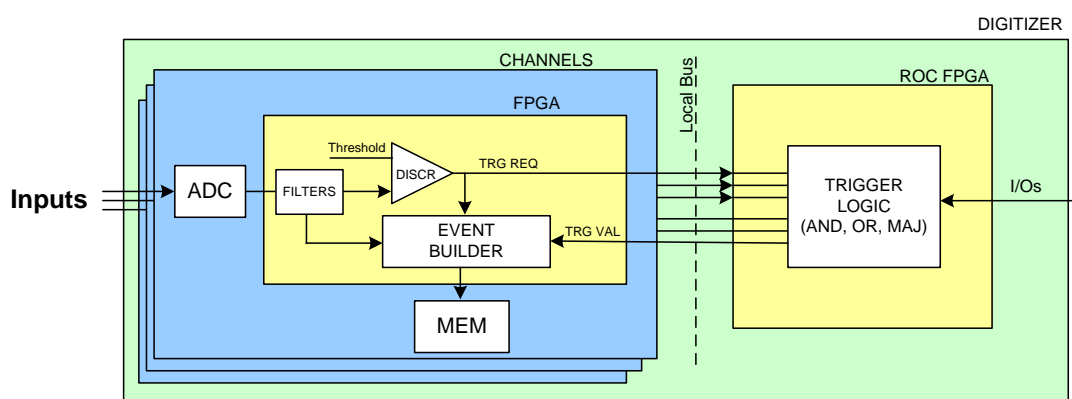 DIGITIZER
CHANNELS
ROC FPGA
FPGA
Local Bus
Threshold
DISCR
TRG REQ
Inputs
ADC
FILTERS
TRIGGER
LOGIC
(AND, OR, MAJ)
I/Os
EVENT
BUILDER
TRG VAL
MEM